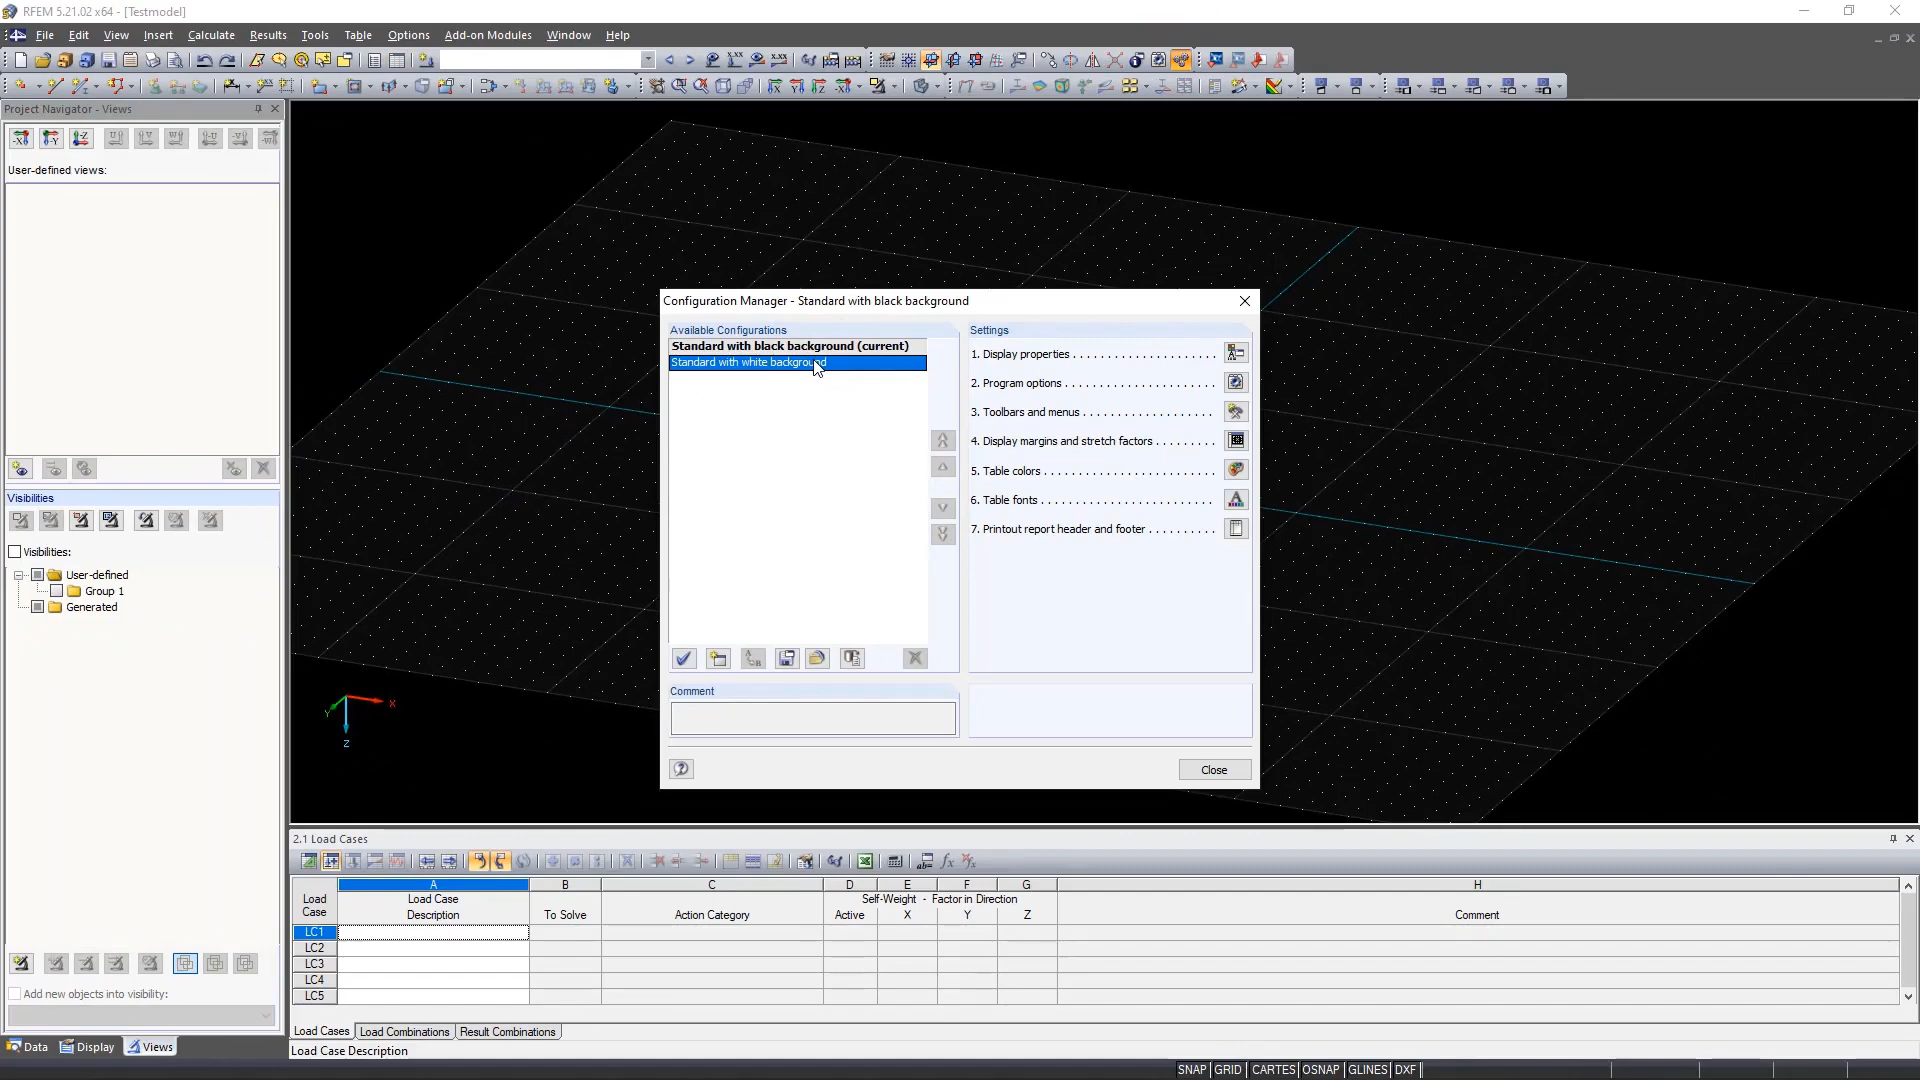 RFEM 5.21.02 x64 - [Testmodel]
File Edit View Insert Calculate Results Tools Table Options Add-on Modules Window Help
Project Navigator - Views
User-defined views:
Visibilities
Visibilities:
User-defined
Group 1
Generated
Add new objects into visibility:
Data Display Views
X
Y
Z
Configuration Manager - Standard with black background
Available Configurations
Standard with black background (current)
Standard with white background
Comment
Settings
1. Display properties
2. Program options
3. Toolbars and menus
4. Display margins and stretch factors
5. Table colors
6. Table fonts
7. Printout report header and footer
Close
2.1 Load Cases
A B C D E F G H
Load Case Load Case Self-Weight - Factor in Direction
Description To Solve Action Category Active X Y Z Comment
LC1
LC2
LC3
LC4
LC5
Load Cases Load Combinations Result Combinations
Load Case Description
SNAP GRID CARTES OSNAP GLINES DXF